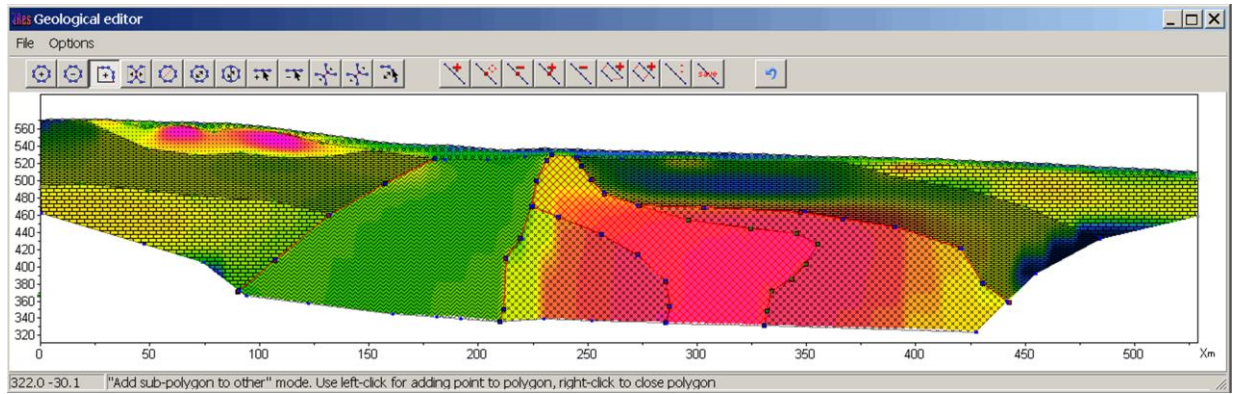 iRes Geological editor
File Options
save
560
540
520
500
480
460
440
420
400
380
360
340
320
0 50 100 150 200 250 300 350 400 450 500 Xm
322.0 -30.1 "Add sub-polygon to other" mode. Use left-click for adding point to polygon, right-click to close polygon